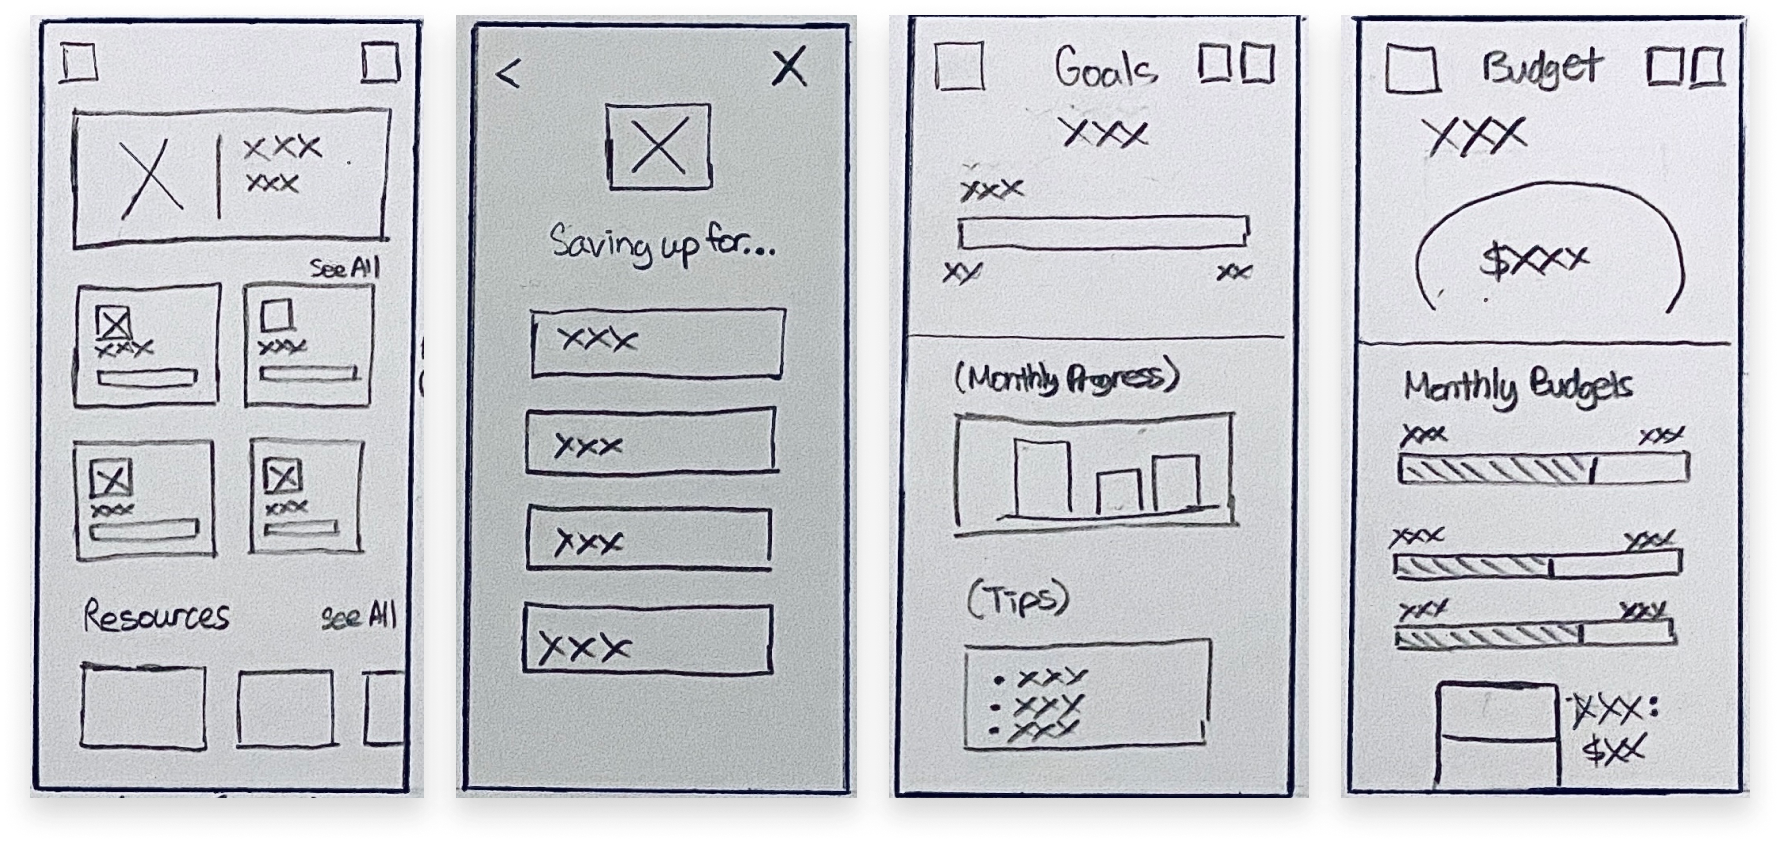 X
XXX
XXX
See All
X
XXX
XXX
X
XXX
X
XXX
Resources
See All
<
X
X
Saving up for...
XXX
XXX
XXX
XXX
Goals
XXX
XXX
XX
XX
(Monthly Progress)
(Tips)
• XXX
• XXX
• XXX
Budget
XXX
$XXX
Monthly Budgets
XXX
XXX
XXX
XXX
XXX
XXX
XXX:
$XX